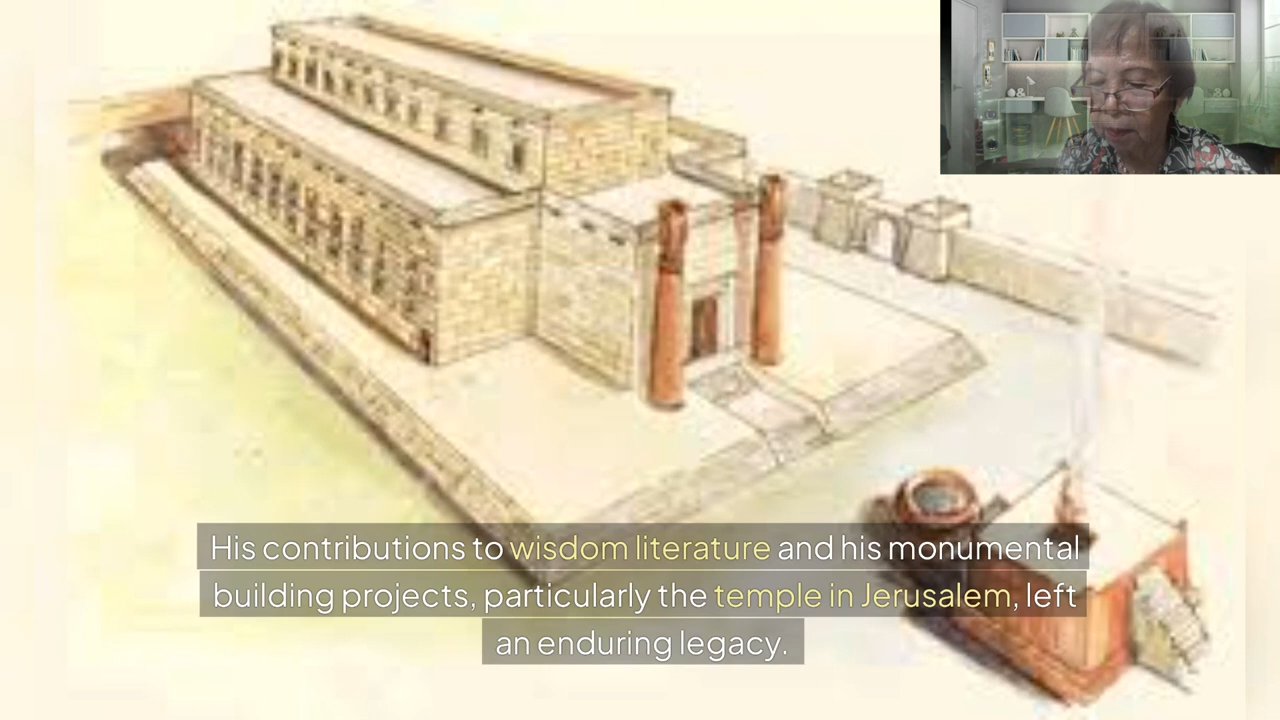 His contributions to wisdom literature and his monumental
building projects, particularly the temple in Jerusalem, left
an enduring legacy.